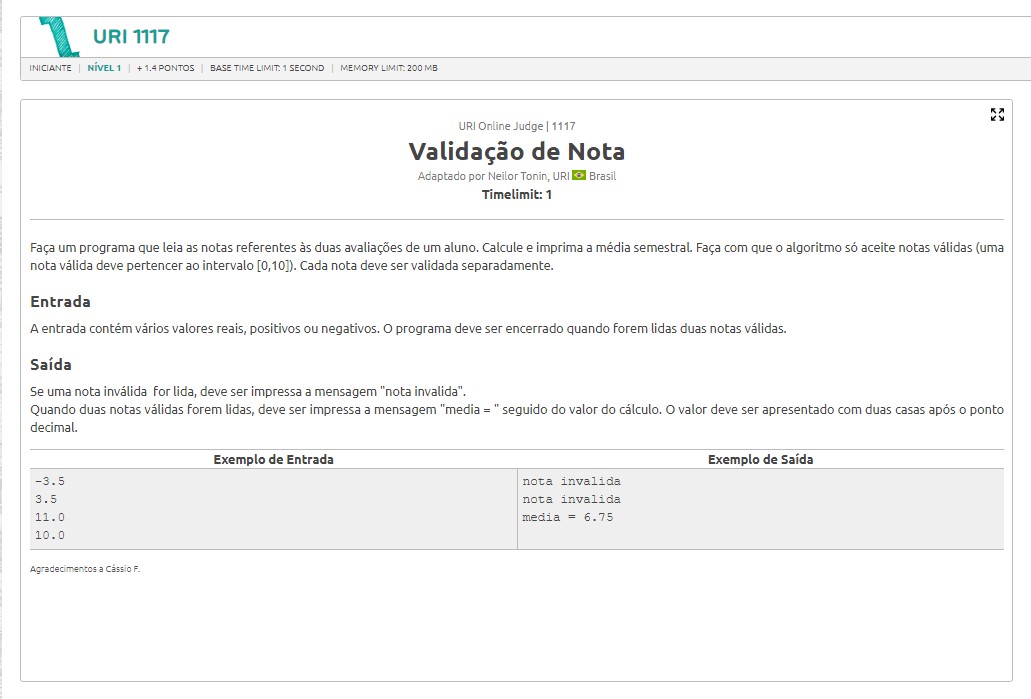 URI 1117
INICIANTE | NÍVEL 1 | + 1.4 PONTOS | BASE TIME LIMIT: 1 SECOND | MEMORY LIMIT: 200 MB
URI Online Judge | 1117
Validação de Nota
Adaptado por Neilor Tonin, URI Brasil
Timelimit: 1
Faça um programa que leia as notas referentes às duas avaliações de um aluno. Calcule e imprima a média semestral. Faça com que o algoritmo só aceite notas válidas (uma
nota válida deve pertencer ao intervalo [0,10]). Cada nota deve ser validada separadamente.
Entrada
A entrada contém vários valores reais, positivos ou negativos. O programa deve ser encerrado quando forem lidas duas notas válidas.
Saída
Se uma nota inválida  for lida, deve ser impressa a mensagem "nota invalida".
Quando duas notas válidas forem lidas, deve ser impressa a mensagem "media = " seguido do valor do cálculo. O valor deve ser apresentado com duas casas após o ponto
decimal.
Exemplo de Entrada
Exemplo de Saída
-3.5
3.5
11.0
10.0
nota invalida
nota invalida
media = 6.75
Agradecimentos a Cássio F.